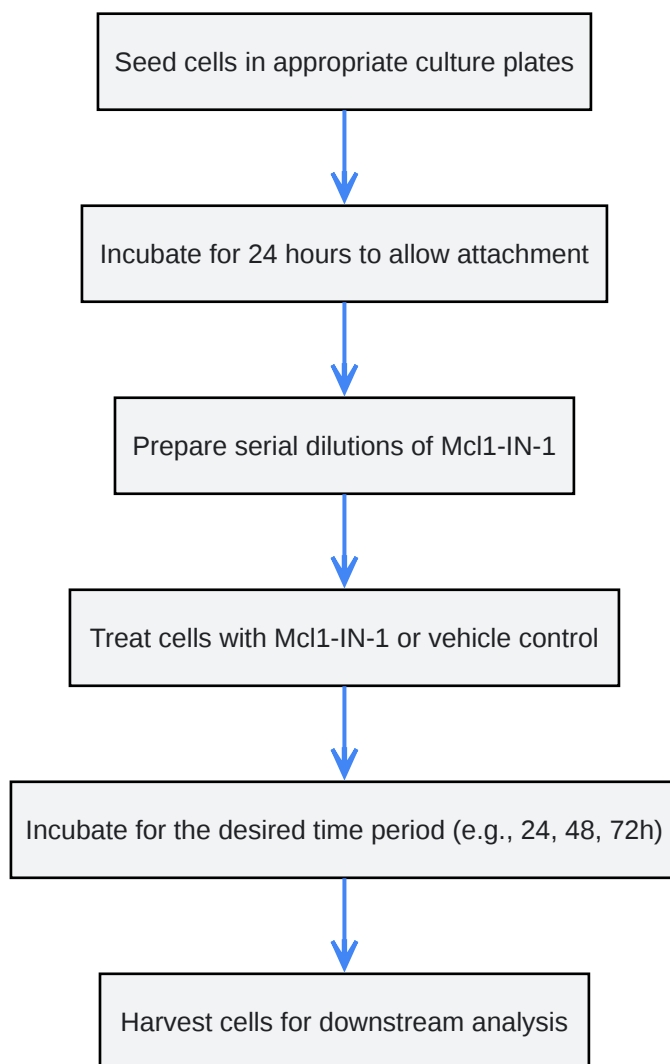 Seed cells in appropriate culture plates
Incubate for 24 hours to allow attachment
Prepare serial dilutions of Mcl1-IN-1
Treat cells with Mcl1-IN-1 or vehicle control
Incubate for the desired time period (e.g., 24, 48, 72h)
Harvest cells for downstream analysis